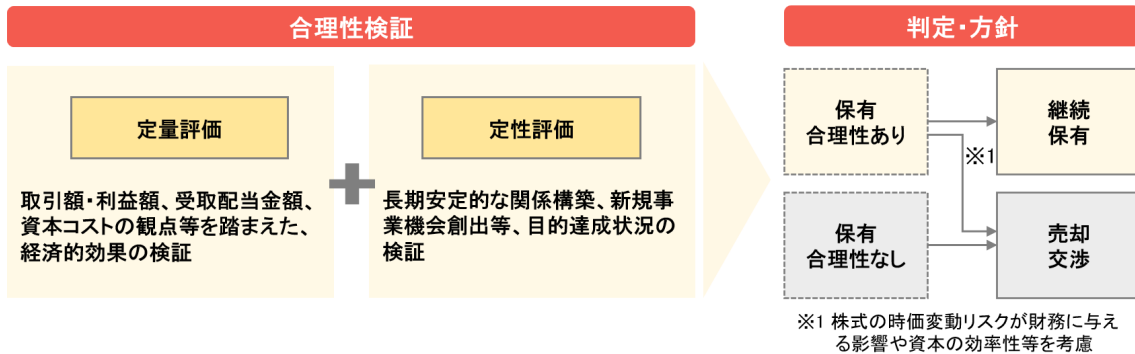 合理性検証
定量評価
取引額・利益額、受取配当金額、
資本コストの観点等を踏まえた、
経済的効果の検証
定性評価
長期安定的な関係構築、新規事
業機会創出等、目的達成状況の
検証
判定・方針
保有
合理性あり
継続
保有
※1
保有
合理性なし
売却
交渉
※1 株式の時価変動リスクが財務に与え
る影響や資本の効率性等を考慮